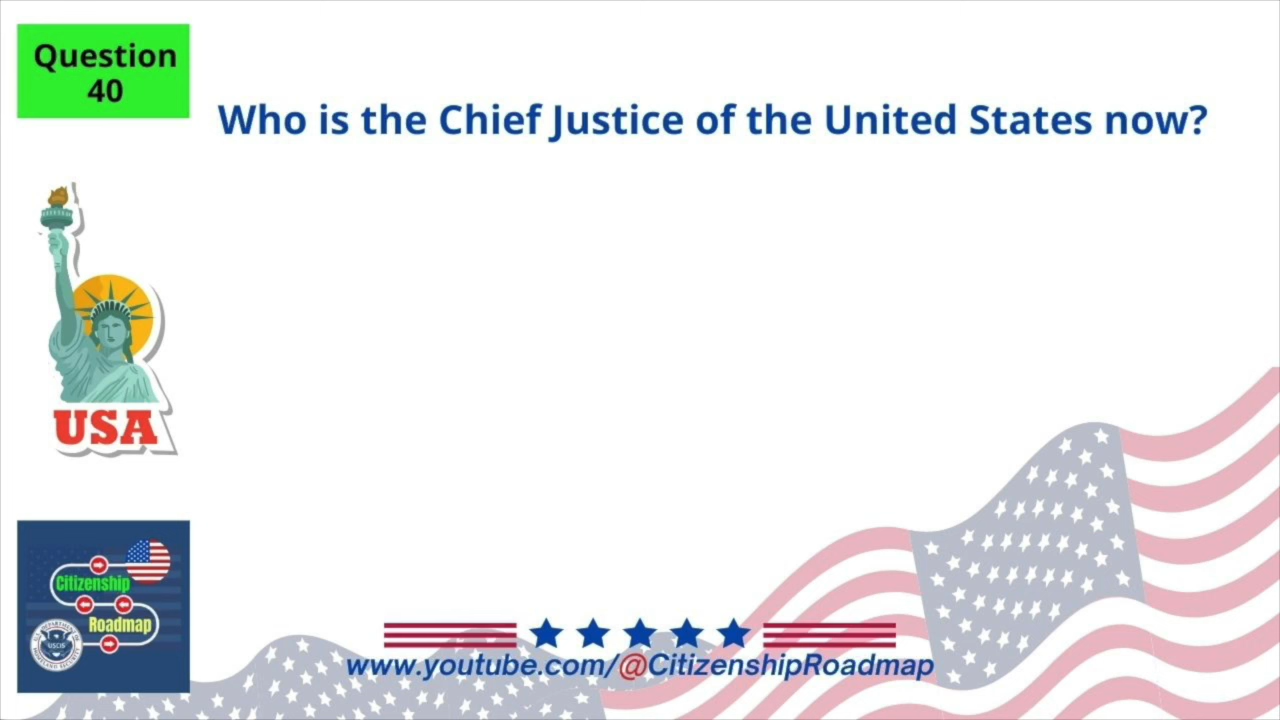 Question
40
Who is the Chief Justice of the United States now?
USA
Citizenship
Roadmap
USCIS
www.youtube.com/@CitizenshipRoadmap